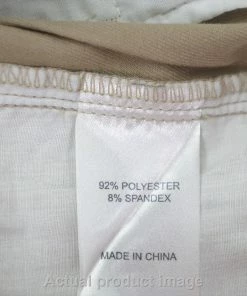 92% POLYESTER
8% SPANDEX
MADE IN CHINA
Actual product image